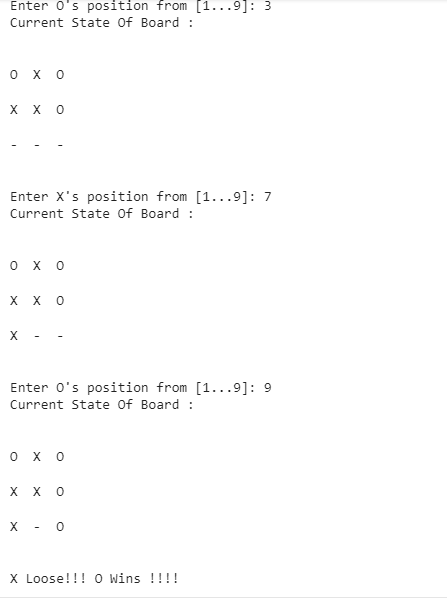 Enter O's position from [1...9]: 3
Current State Of Board :
O X O
X X O
- - -
Enter X's position from [1...9]: 7
Current State Of Board :
O X O
X X O
X - -
Enter O's position from [1...9]: 9
Current State Of Board :
O X O
X X O
X - O
X Loose!!! O Wins !!!!